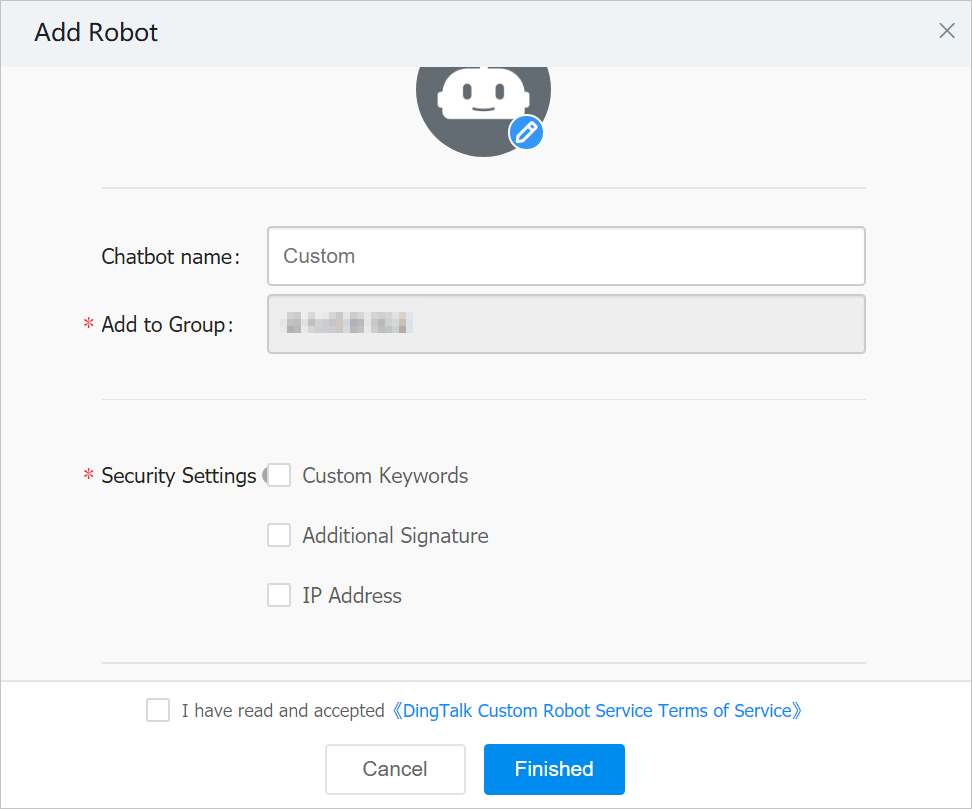 Add Robot
Chatbot name:
Custom
* Add to Group:
* Security Settings
Custom Keywords
Additional Signature
IP Address
I have read and accepted 《DingTalk Custom Robot Service Terms of Service》
Cancel
Finished